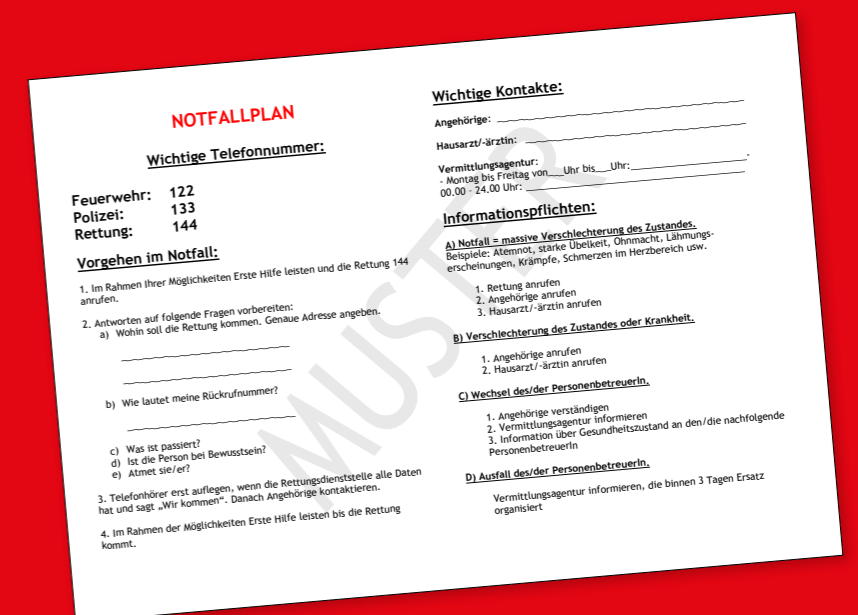 NOTFALLPLAN
Wichtige Telefonnummer:
Feuerwehr: 122
Polizei: 133
Rettung: 144
Vorgehen im Notfall:
1. Im Rahmen Ihrer Möglichkeiten Erste Hilfe leisten und die Rettung 144
anrufen.
2. Antworten auf folgende Fragen vorbereiten:
a) Wohin soll die Rettung kommen. Genaue Adresse angeben.
b) Wie lautet meine Rückrufnummer?
c) Was ist passiert?
d) Ist die Person bei Bewusstsein?
e) Atmet sie/er?
3. Telefonhörer erst auflegen, wenn die Rettungsdienststelle alle Daten
hat und sagt „Wir kommen“. Danach Angehörige kontaktieren.
4. Im Rahmen der Möglichkeiten Erste Hilfe leisten bis die Rettung
kommt.
Wichtige Kontakte:
Angehörige: ______
Hausarzt/-ärztin: ______
Vermittlungsagentur:
- Montag bis Freitag von___Uhr bis___Uhr:______-
00.00 - 24.00 Uhr: ______
Informationspflichten:
A) Notfall = massive Verschlechterung des Zustandes.
Beispiele: Atemnot, starke Übelkeit, Ohnmacht, Lähmungs-
erscheinungen, Krämpfe, Schmerzen im Herzbereich usw.
1. Rettung anrufen
2. Angehörige anrufen
3. Hausarzt/-ärztin anrufen
B) Verschlechterung des Zustandes oder Krankheit.
1. Angehörige anrufen
2. Hausarzt/-ärztin anrufen
C) Wechsel des/der PersonenbetreuerIn.
1. Angehörige verständigen
2. Vermittlungsagentur informieren
3. Information über Gesundheitszustand an den/die nachfolgende
PersonenbetreuerIn
D) Ausfall des/der PersonenbetreuerIn.
Vermittlungsagentur informieren, die binnen 3 Tagen Ersatz
organisiert
MUSTER